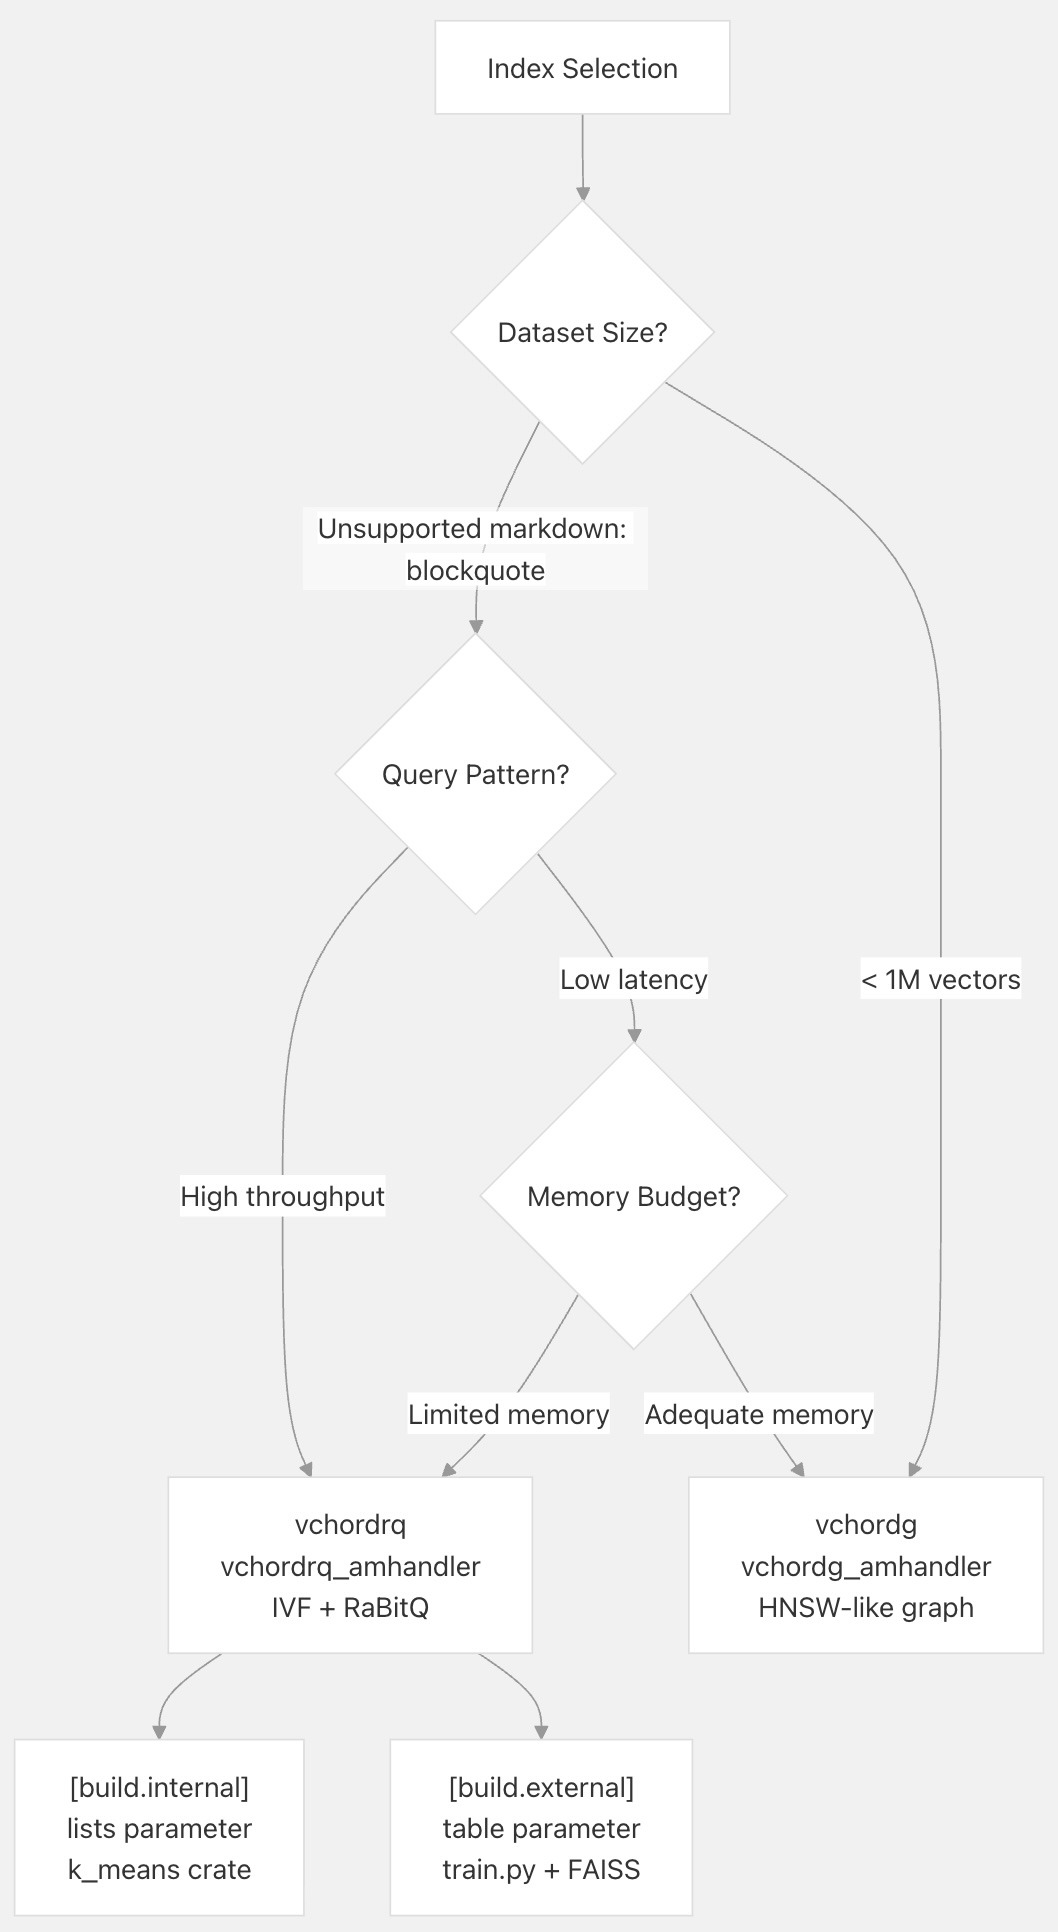 Index Selection
Dataset Size?
Unsupported markdown:
blockquote
Query Pattern?
Low latency
< 1M vectors
High throughput
Memory Budget?
Limited memory
Adequate memory
vchordrq
vchordrq_amhandler
IVF + RaBitQ
vchordg
vchordg_amhandler
HNSW-like graph
[build.internal]
lists parameter
k_means crate
[build.external]
table parameter
train.py + FAISS